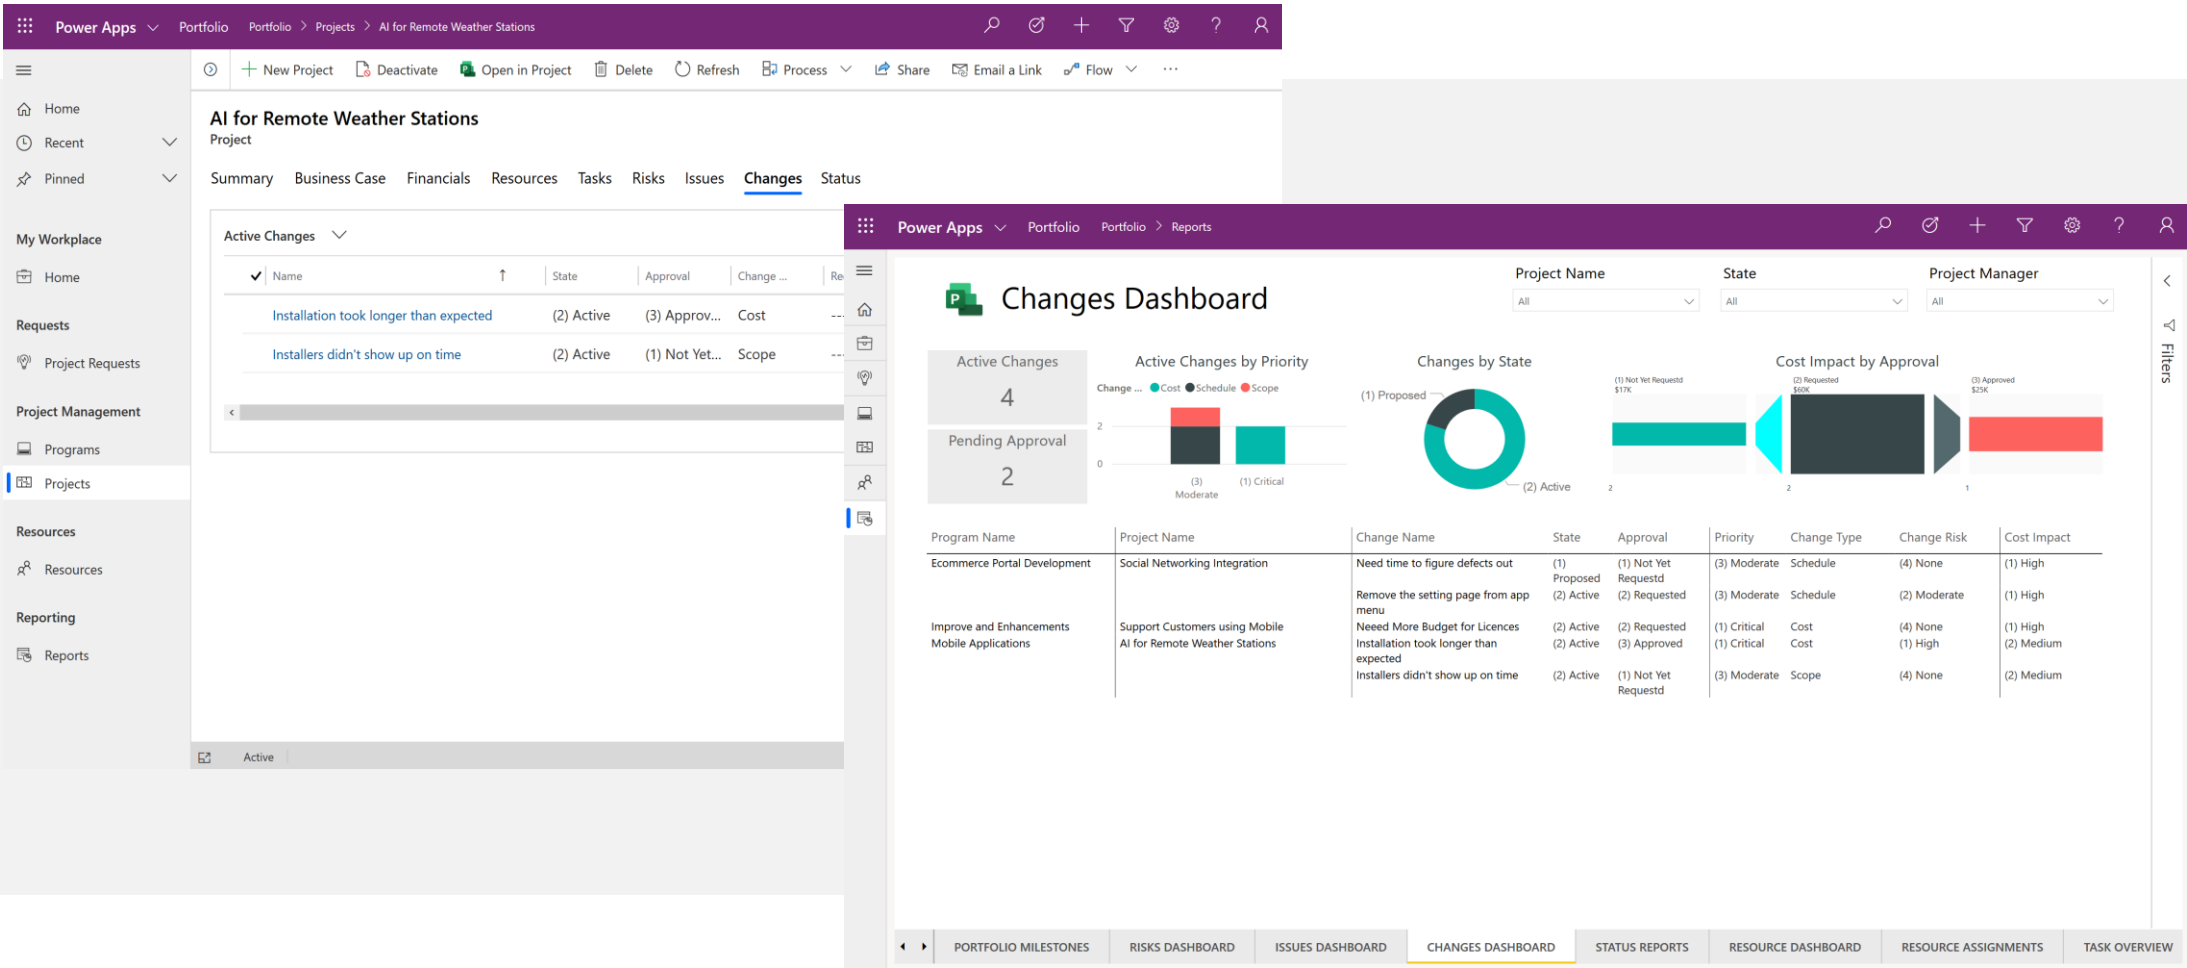 Power Apps Portfolio Portfolio > Projects > AI for Remote Weather Stations
New Project Deactivate Open in Project Delete Refresh Process Share Email a Link Flow ...
Home
Recent
Pinned
My Workplace
Home
Requests
Project Requests
Project Management
Programs
Projects
Resources
Resources
Reporting
Reports
AI for Remote Weather Stations
Project
Summary Business Case Financials Resources Tasks Risks Issues Changes Status
Active Changes
Name ↑ State Approval Change ... Re
Installation took longer than expected (2) Active (3) Approv... Cost ---
Installers didn't show up on time (2) Active (1) Not Yet... Scope ---
Active
Power Apps Portfolio Portfolio > Reports
P Changes Dashboard
Project Name State Project Manager
All All All
Filters
Active Changes
4
Pending Approval
2
Active Changes by Priority
Change ... Cost Schedule Scope
2
0
(3)
Moderate
(1) Critical
Changes by State
(1) Proposed
(2) Active
Cost Impact by Approval
(1) Not Yet Requestd
$17K
(2) Requested
$60K
(3) Approved
$25K
2 2 1
Program Name Project Name Change Name State Approval Priority Change Type Change Risk Cost Impact
Ecommerce Portal Development Social Networking Integration Need time to figure defects out (1) (1) Not Yet (3) Moderate Schedule (4) None (1) High
Proposed Requestd
Remove the setting page from app (2) Active (2) Requested (3) Moderate Schedule (2) Moderate (1) High
menu
Improve and Enhancements Support Customers using Mobile Neeed More Budget for Licences (2) Active (2) Requested (1) Critical Cost (4) None (1) High
Mobile Applications AI for Remote Weather Stations Installation took longer than (2) Active (3) Approved (1) Critical Cost (1) High (2) Medium
expected
Installers didn't show up on time (2) Active (1) Not Yet (3) Moderate Scope (4) None (2) Medium
Requestd
PORTFOLIO MILESTONES RISKS DASHBOARD ISSUES DASHBOARD CHANGES DASHBOARD STATUS REPORTS RESOURCE DASHBOARD RESOURCE ASSIGNMENTS TASK OVERVIEW